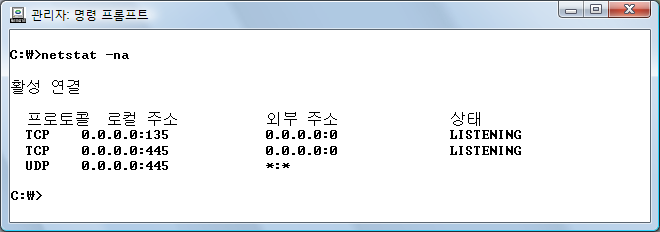 관리자: 명령 프롬프트
C:\>netstat -na
활성 연결
프로토콜 로컬 주소 외부 주소 상태
TCP 0.0.0.0:135 0.0.0.0:0 LISTENING
TCP 0.0.0.0:445 0.0.0.0:0 LISTENING
UDP 0.0.0.0:445 *:*
C:\>